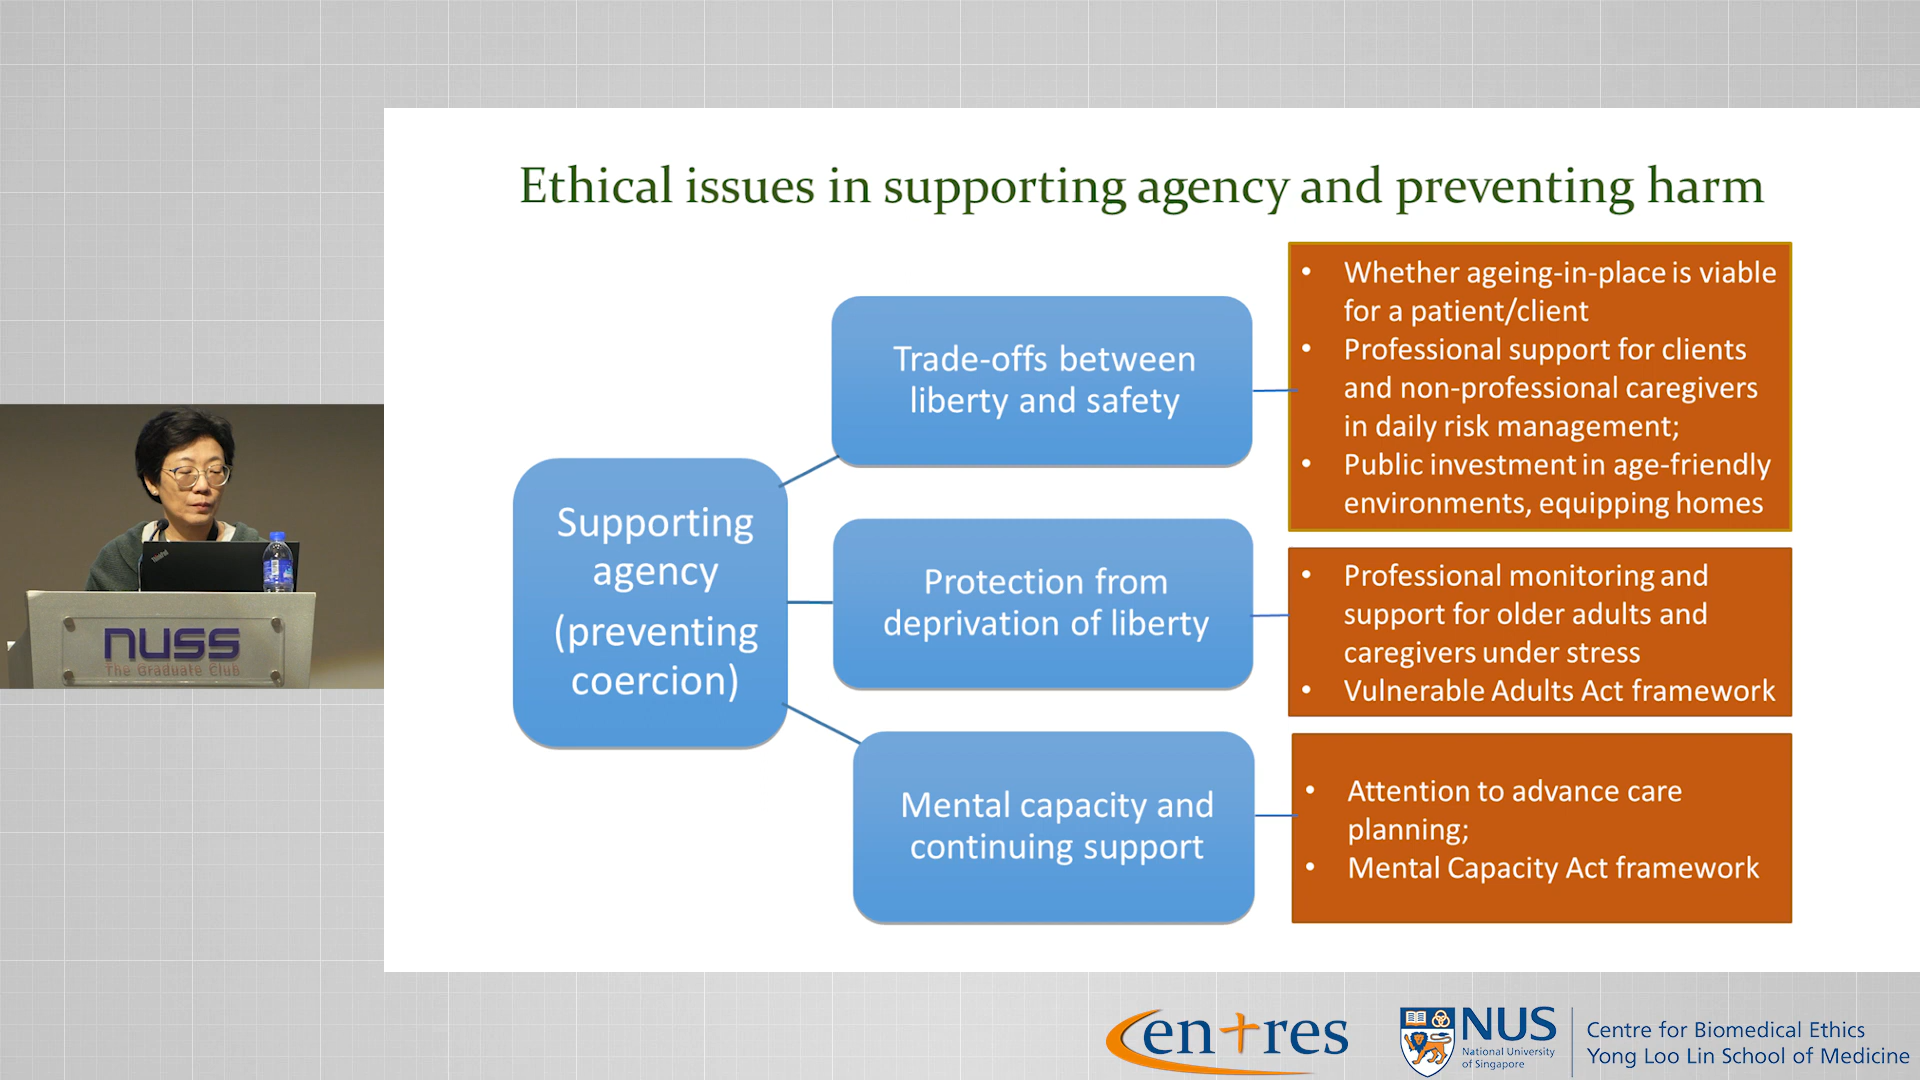 Ethical issues in supporting agency and preventing harm
Supporting
agency
(preventing
coercion)
Trade-offs between
liberty and safety
• Whether ageing-in-place is viable
for a patient/client
• Professional support for clients
and non-professional caregivers
in daily risk management;
• Public investment in age-friendly
environments, equipping homes
Protection from
deprivation of liberty
• Professional monitoring and
support for older adults and
caregivers under stress
• Vulnerable Adults Act framework
Mental capacity and
continuing support
• Attention to advance care
planning;
• Mental Capacity Act framework
ThinkPad
nuss
The Graduate Club
Centres
NUS
National University
of Singapore
Centre for Biomedical Ethics
Yong Loo Lin School of Medicine